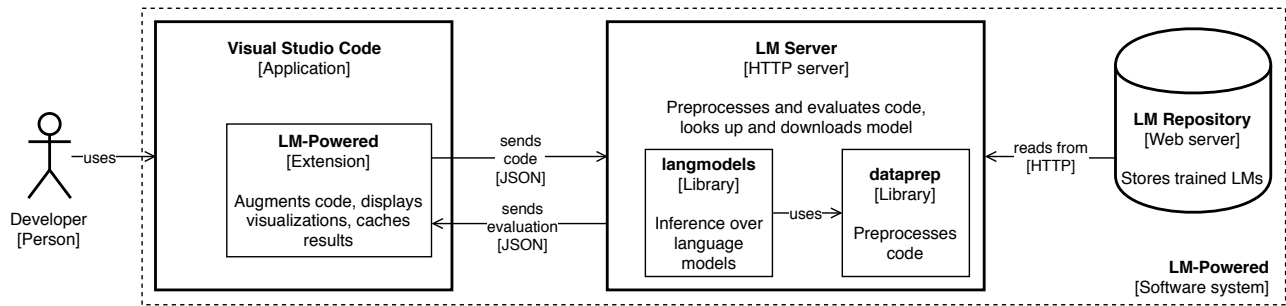 Developer
[Person]
uses
Visual Studio Code
[Application]
LM-Powered
[Extension]
Augments code, displays
visualizations, caches
results
sends
code
[JSON]
sends
evaluation
[JSON]
LM Server
[HTTP server]
Preprocesses and evaluates code,
looks up and downloads model
langmodels
[Library]
Inference over
language
models
uses
dataprep
[Library]
Preprocesses
code
reads from
[HTTP]
LM Repository
[Web server]
Stores trained LMs
LM-Powered
[Software system]